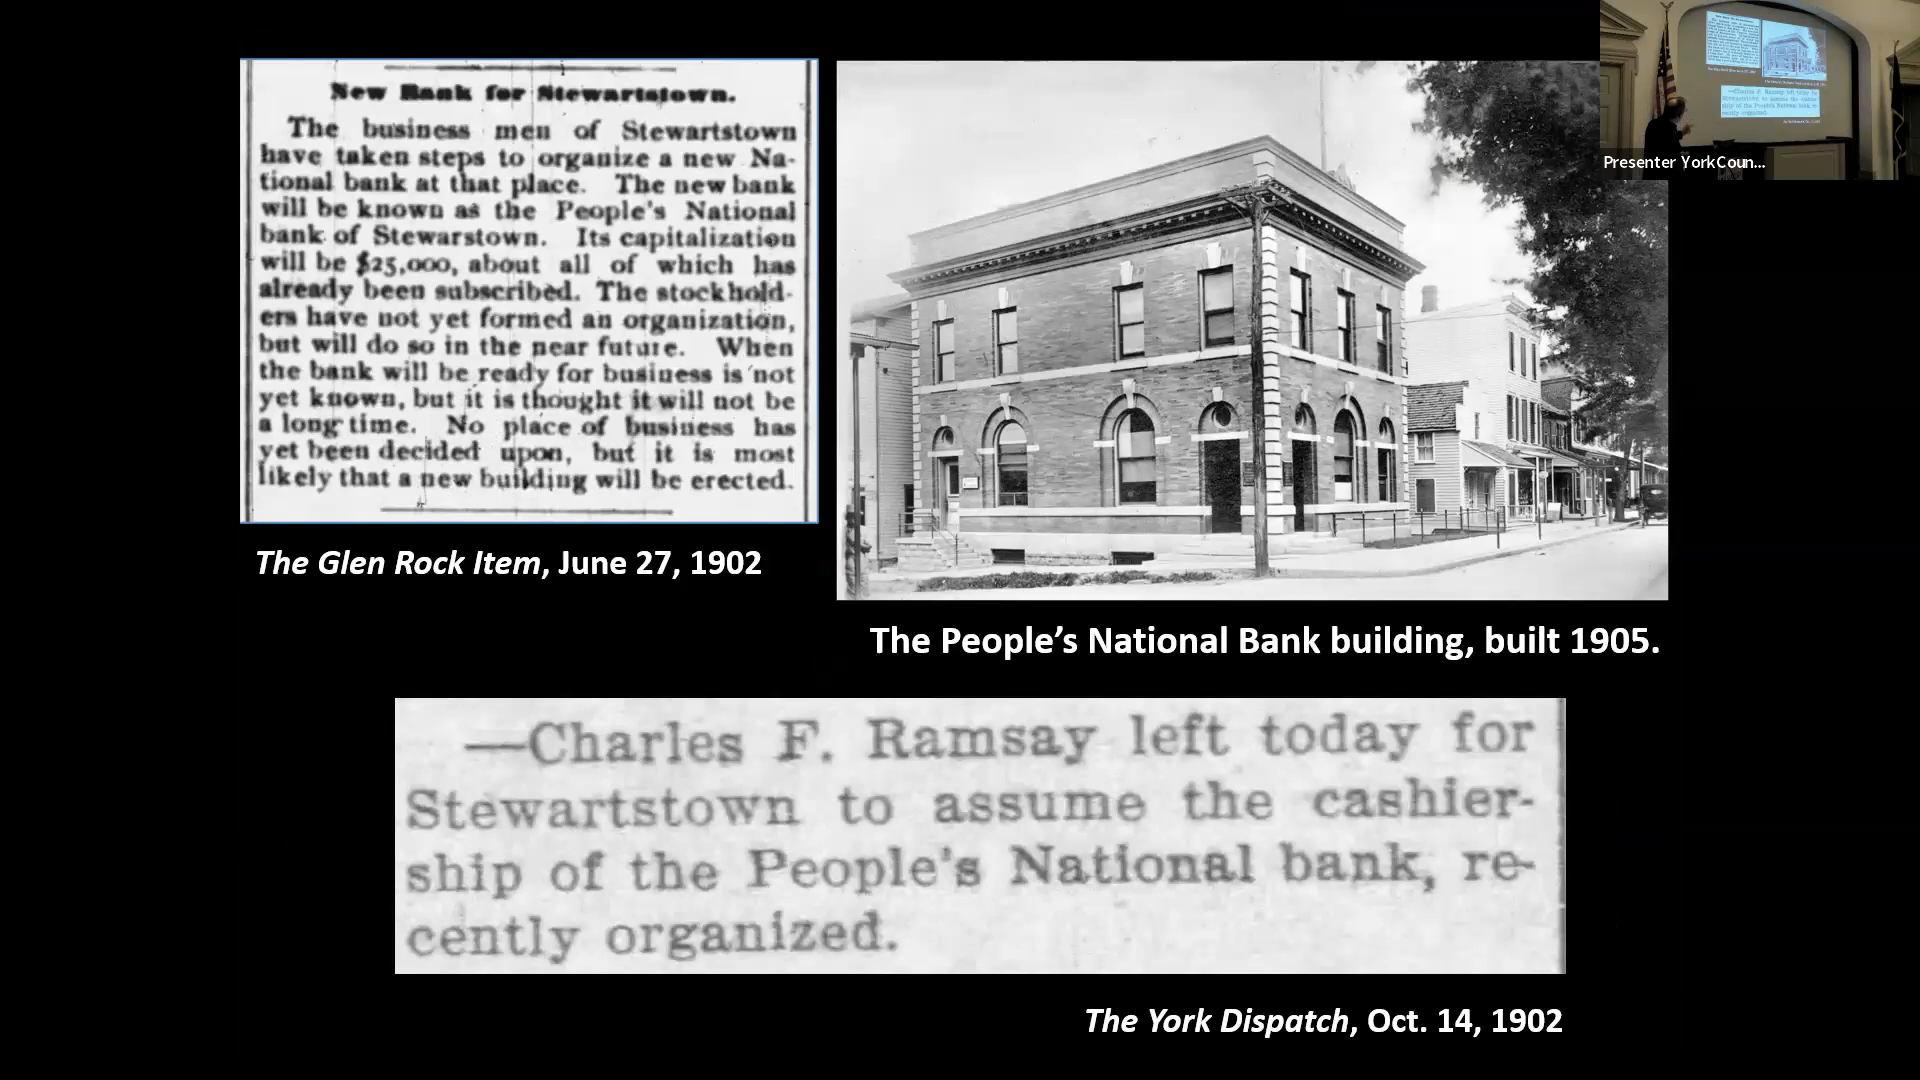 New Bank for Stewartstown.
The business men of Stewartstown
have taken steps to organize a new Na-
tional bank at that place. The new bank
will be known as the People's National
bank of Stewarstown. Its capitalization
will be $25,000, about all of which has
already been subscribed. The stockhold-
ers have not yet formed an organization,
but will do so in the near future. When
the bank will be ready for business is not
yet known, but it is thought it will not be
a long time. No place of business has
yet been decided upon, but it is most
likely that a new building will be erected.
The Glen Rock Item, June 27, 1902
Presenter YorkCoun...
The People’s National Bank building, built 1905.
—Charles F. Ramsay left today for
Stewartstown to assume the cashier-
ship of the People's National bank, re-
cently organized.
The York Dispatch, Oct. 14, 1902